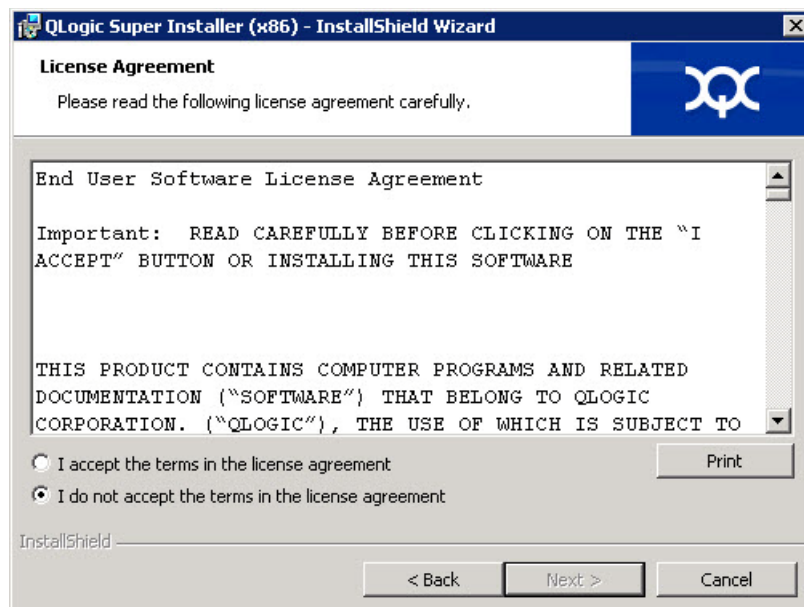 QLogic Super Installer (x86) - InstallShield Wizard
License Agreement
Please read the following license agreement carefully.
End User Software License Agreement
Important:  READ CAREFULLY BEFORE CLICKING ON THE “I
ACCEPT” BUTTON OR INSTALLING THIS SOFTWARE
THIS PRODUCT CONTAINS COMPUTER PROGRAMS AND RELATED
DOCUMENTATION (“SOFTWARE”) THAT BELONG TO QLOGIC
CORPORATION. (“QLOGIC”), THE USE OF WHICH IS SUBJECT TO
I accept the terms in the license agreement
Print
I do not accept the terms in the license agreement
InstallShield
< Back
Next >
Cancel